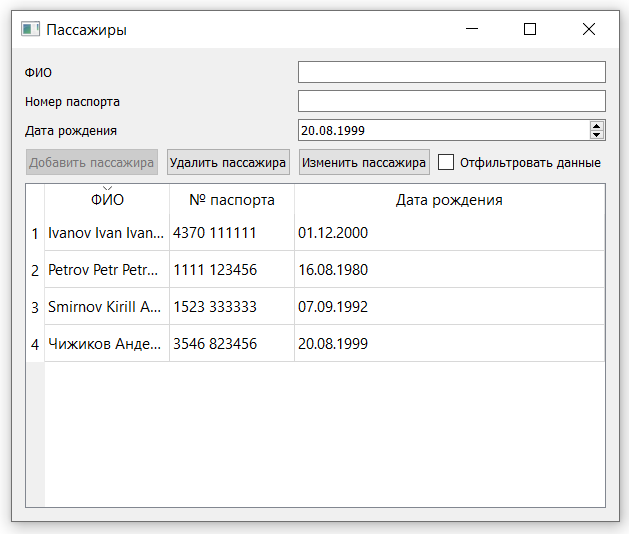 Пассажиры
ФИО
Номер паспорта
Дата рождения 20.08.1999
Добавить пассажира Удалить пассажира Изменить пассажира Отфильтровать данные
ФИО № паспорта Дата рождения
1 Ivanov Ivan Ivan... 4370 111111 01.12.2000
2 Petrov Petr Petr... 1111 123456 16.08.1980
3 Smirnov Kirill A... 1523 333333 07.09.1992
4 Чижиков Анде... 3546 823456 20.08.1999